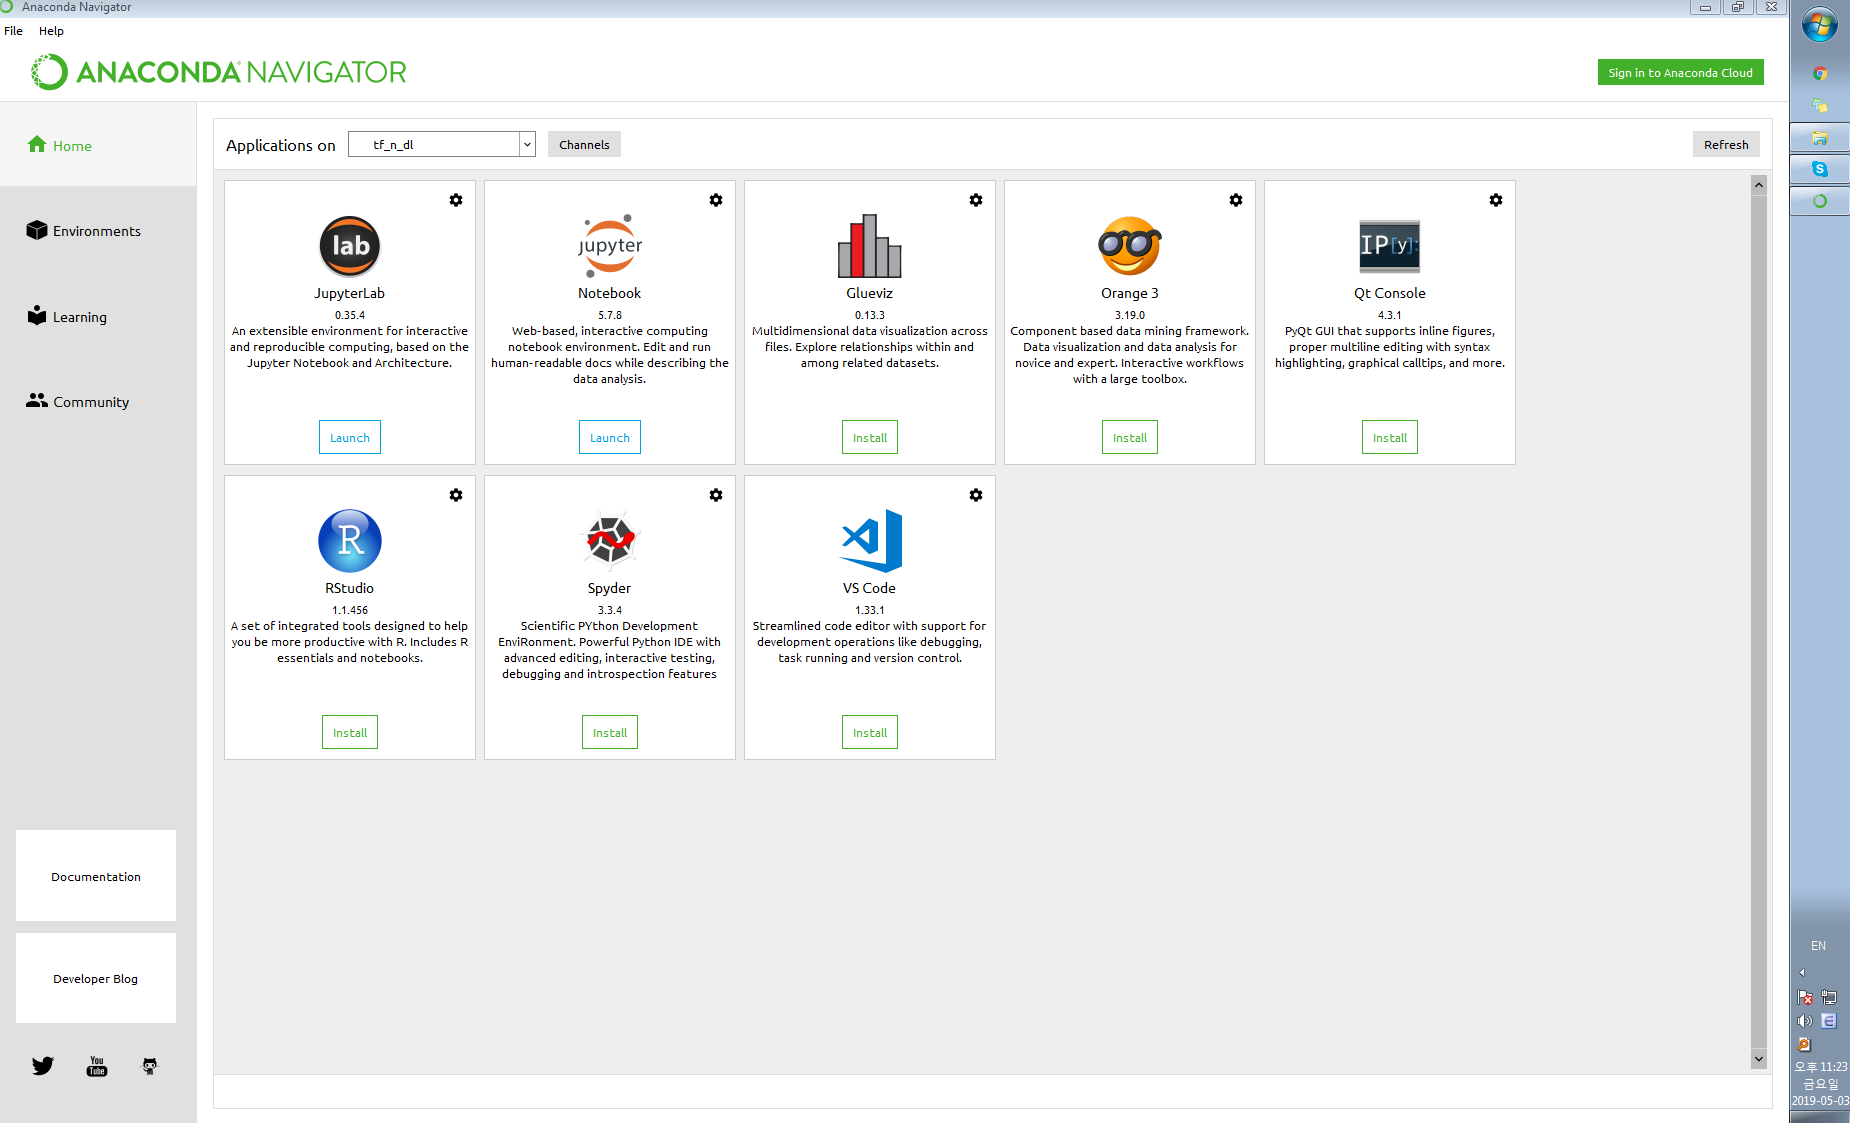 Anaconda Navigator
File Help
ANACONDA NAVIGATOR
Sign in to Anaconda Cloud
Home
Environments
Learning
Community
Documentation
Developer Blog
You
Tube
Applications on
tf_n_dl
Channels
Refresh
lab
JupyterLab
0.35.4
An extensible environment for interactive
and reproducible computing, based on the
Jupyter Notebook and Architecture.
Launch
jupyter
Notebook
5.7.8
Web-based, interactive computing
notebook environment. Edit and run
human-readable docs while describing the
data analysis.
Launch
Glueviz
0.13.3
Multidimensional data visualization across
files. Explore relationships within and
among related datasets.
Install
Orange 3
3.19.0
Component based data mining framework.
Data visualization and data analysis for
novice and expert. Interactive workflows
with a large toolbox.
Install
IP[y]:
Qt Console
4.3.1
PyQt GUI that supports inline figures,
proper multiline editing with syntax
highlighting, graphical calltips, and more.
Install
R
RStudio
1.1.456
A set of integrated tools designed to help
you be more productive with R. Includes R
essentials and notebooks.
Install
Spyder
3.3.4
Scientific PYthon Development
EnviRonment. Powerful Python IDE with
advanced editing, interactive testing,
debugging and introspection features
Install
VS Code
1.33.1
Streamlined code editor with support for
development operations like debugging,
task running and version control.
Install
S
EN
E
오후 11:23
금요일
2019-05-03